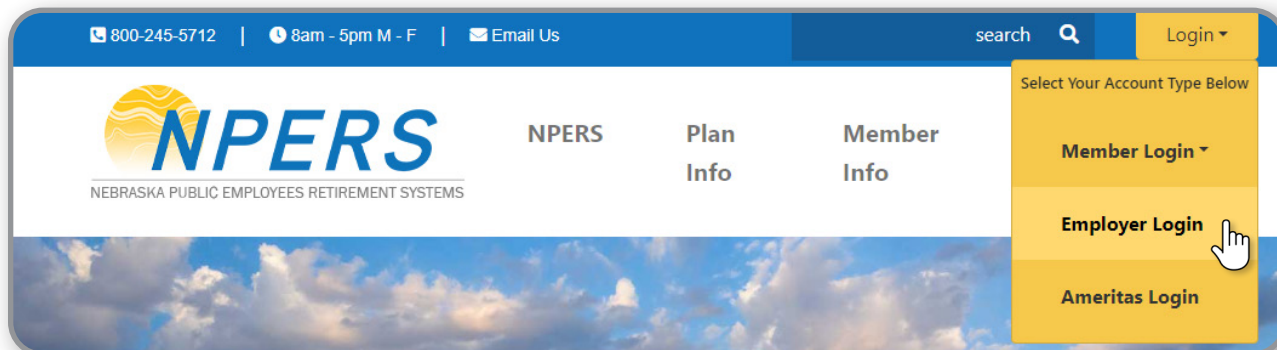 800-245-5712 | 8am - 5pm M - F | Email Us
search
Login
Select Your Account Type Below
NPERS
NEBRASKA PUBLIC EMPLOYEES RETIREMENT SYSTEMS
NPERS
Plan
Info
Member
Info
Member Login
Employer Login
Ameritas Login